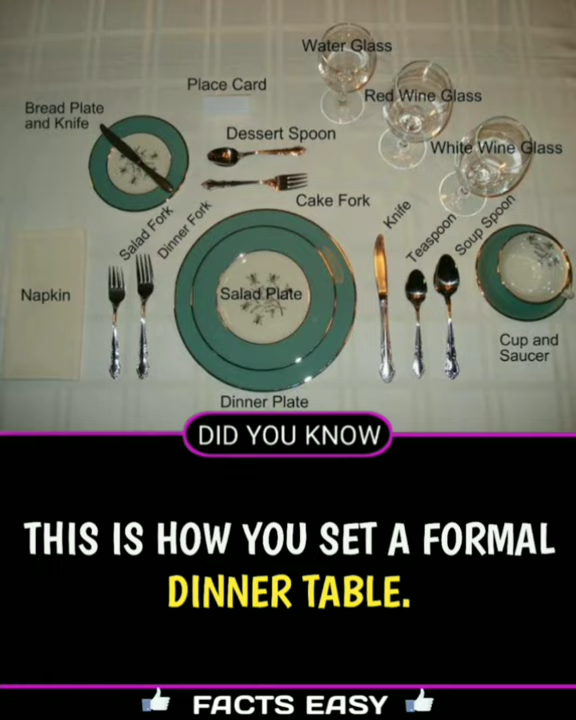 Water Glass
Place Card
Red Wine Glass
Bread Plate
and Knife
Dessert Spoon
White Wine Glass
Cake Fork
Salad Fork
Dinner Fork
Knife
Teaspoon
Soup Spoon
Napkin
Salad Plate
Cup and
Saucer
Dinner Plate
DID YOU KNOW
THIS IS HOW YOU SET A FORMAL
DINNER TABLE.
FACTS EASY